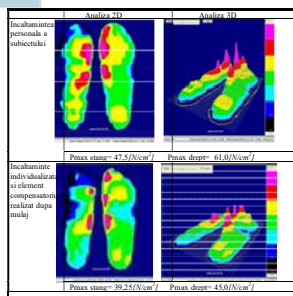 Analiza 2D
Analiza 3D
Incaltamintea
personala a
subiectului
Pmax stang= 47,5[N/cm²]
Pmax drept= 61,0[N/cm²]
Incaltaminte
individualizata
si element
compensatoriu
realizat dupa
mulaj
Pmax stang= 39,25[N/cm²]
Pmax drept= 45,0[N/cm²]